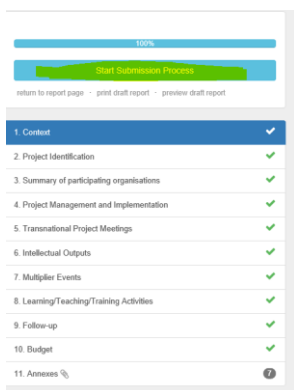 100%
Start Submission Process
return to report page - print draft report - preview draft report
1. Context
2. Project Identification
3. Summary of participating organisations
4. Project Management and Implementation
5. Transnational Project Meetings
6. Intellectual Outputs
7. Multiplier Events
8. Learning/Teaching/Training Activities
9. Follow-up
10. Budget
11. Annexes 7